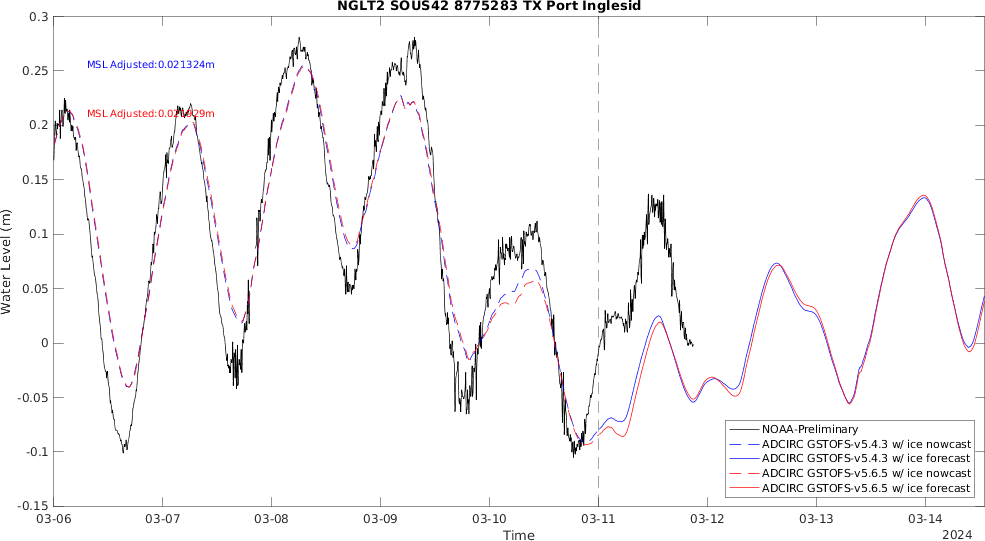 NGLT2 SOUS42 8775283 TX Port Inglesid
0.3
0.25
0.2
0.15
0.1
0.05
0
-0.05
-0.1
-0.15
Water Level (m)
MSL Adjusted:0.021324m
MSL
NOAA-Preliminary
ADCIRC GSTOFS-v5.4.3 w/ ice nowcast
ADCIRC GSTOFS-v5.4.3 w/ ice forecast
ADCIRC GSTOFS-v5.6.5 w/ ice nowcast
ADCIRC GSTOFS-v5.6.5 w/ ice forecast
03-06 03-07 03-08 03-09 03-10 03-11 03-12 03-13 03-14
Time
2024